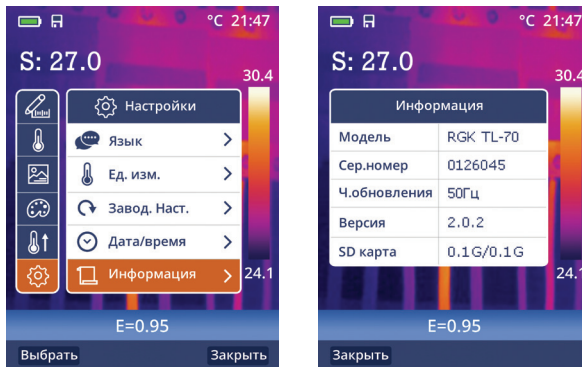 °C 21:47
S: 27.0
30.4
Настройки
Язык
Ед. изм.
Завод. Наст.
Дата/время
Информация
24.1
E=0.95
Выбрать Закрыть
°C 21:47
S: 27.0
30.4
Информация
Модель RGK TL-70
Сер.номер 0126045
Ч.обновления 50Гц
Версия 2.0.2
SD карта 0.1G/0.1G
24.1
E=0.95
Закрыть